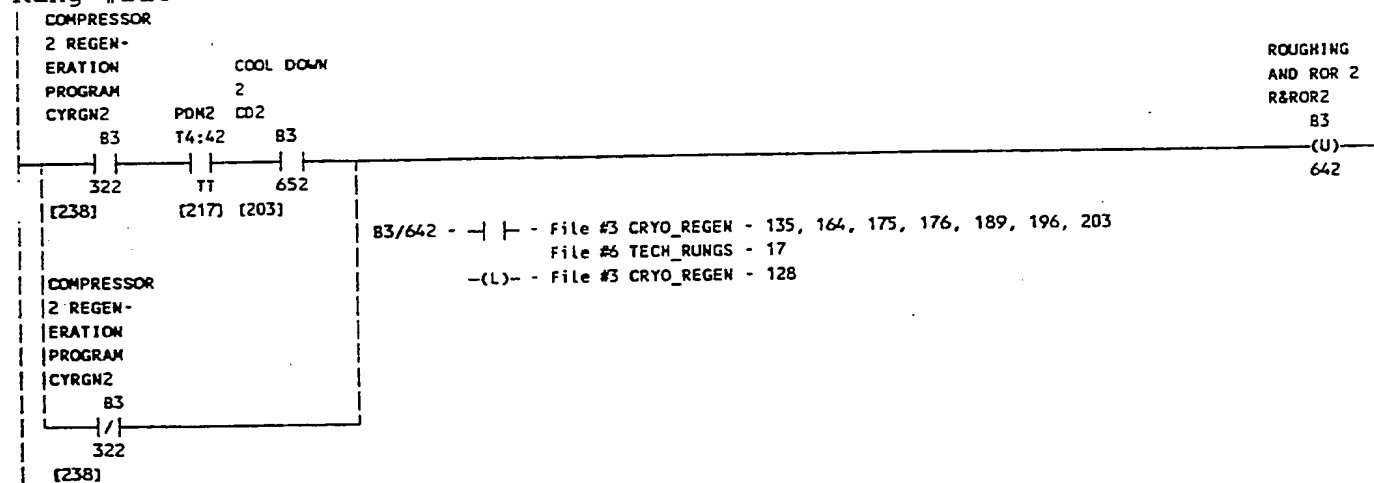 COMPRESSOR
2 REGEN-
ERATION COOL DOWN
PROGRAM 2
CYRGN2 PDM2 CD2
B3 T4:42 B3
322 TT 652
[238] [217] [203]
ROUGHING
AND ROR 2
R&ROR2
B3
(U)
642
B3/642 - -| |- - File #3 CRYO_REGEN - 135, 164, 175, 176, 189, 196, 203
File #6 TECH_RUNGS - 17
-(L)- - File #3 CRYO_REGEN - 128
COMPRESSOR
2 REGEN-
ERATION
PROGRAM
CYRGN2
B3
|/|
322
[238]